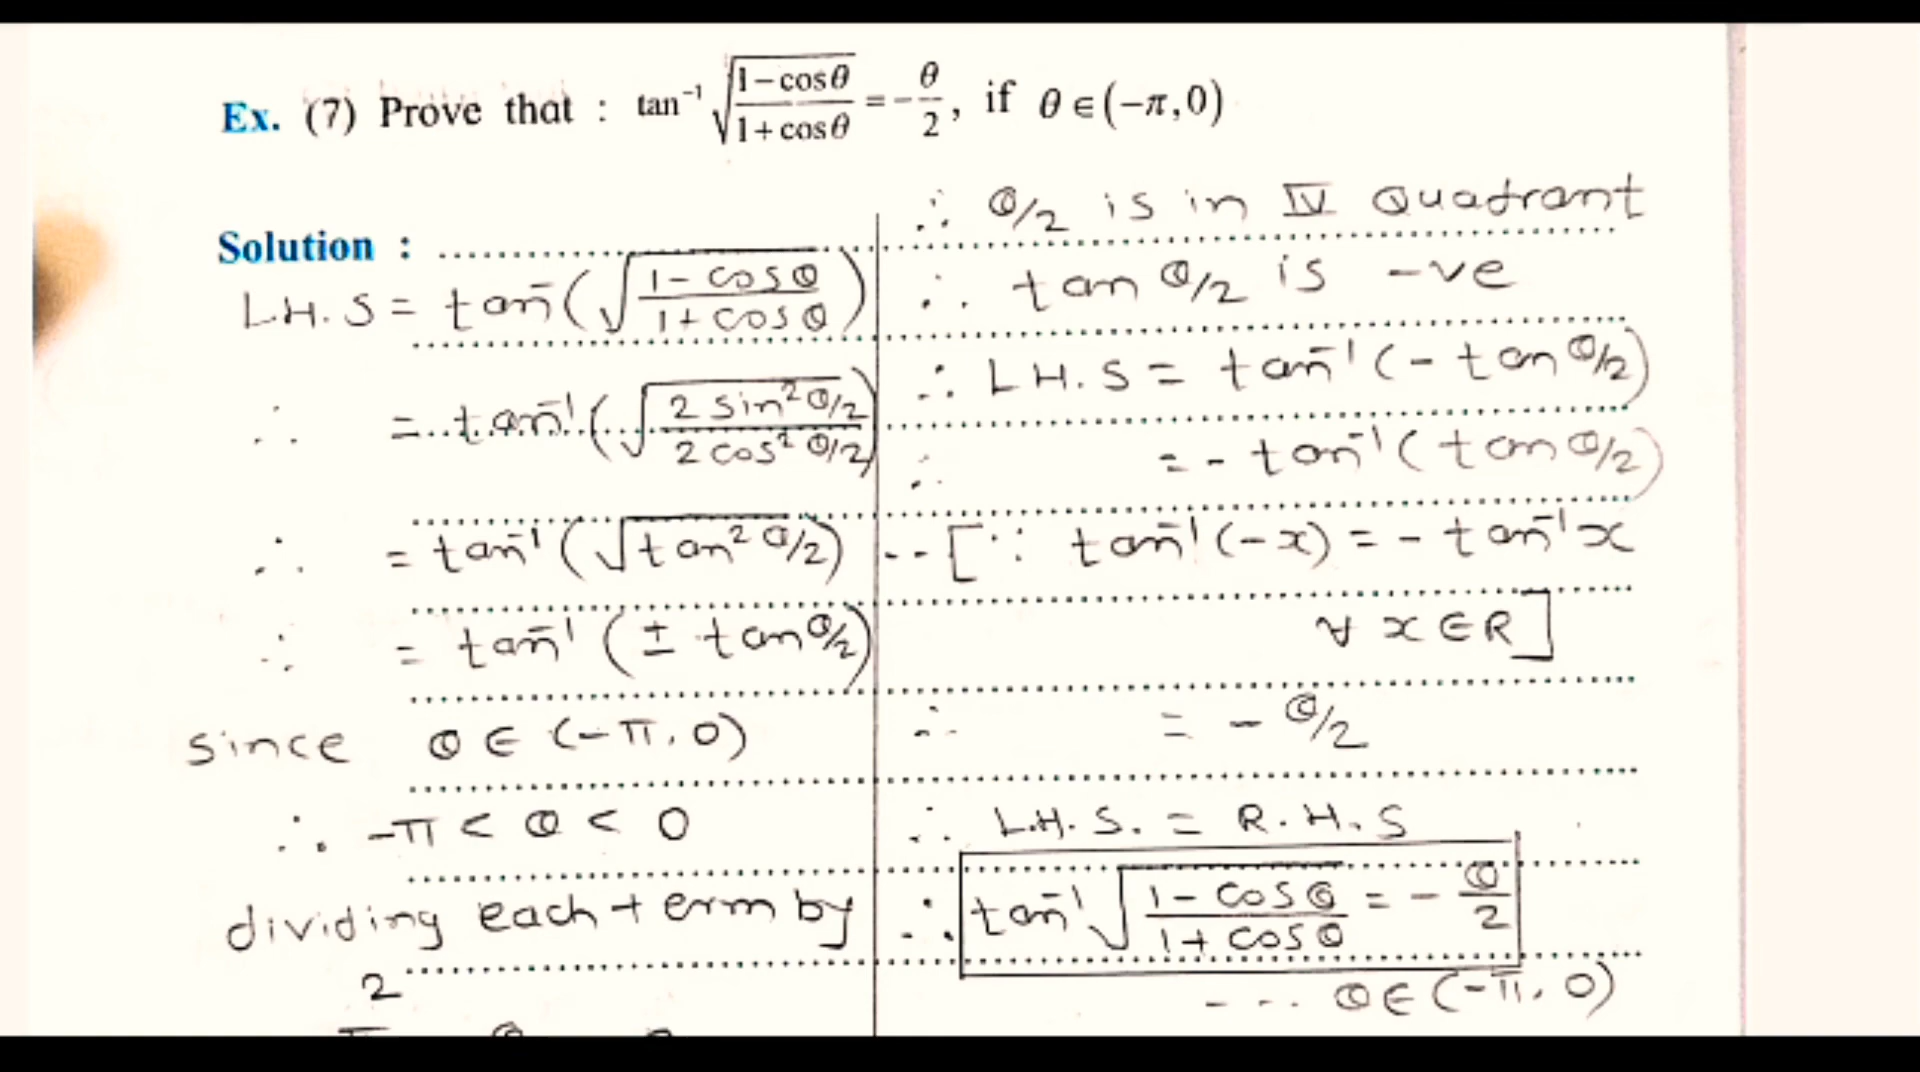 Ex. (7) Prove that : tan⁻¹ √((1−cosθ)/(1+cosθ)) = −θ/2, if θ ∈ (−π,0)
Solution :
L.H.S = tan⁻(√((1−cosθ)/(1+cosθ)))
∴ = tan⁻¹(√((2 sin² θ/2)/(2 cos² θ/2)))
∴ = tan⁻¹(√(tan² θ/2))
∴ = tan⁻¹(± tan θ/2)
since θ ∈ (−π, 0)
∴ −π < θ < 0
dividing each term by
2
∴ θ/2 is in IV Quadrant
∴ tan θ/2 is −ve
∴ L.H.S = tan⁻¹(− tan θ/2)
∴ = − tan⁻¹(tan θ/2)
--[∵ tan⁻¹(−x) = − tan⁻¹x
∀ x ∈ R]
∴ = − θ/2
∴ L.H.S. = R.H.S
∴ tan⁻¹ √((1−cosθ)/(1+cosθ)) = −θ/2
--- θ ∈ (−π, 0)